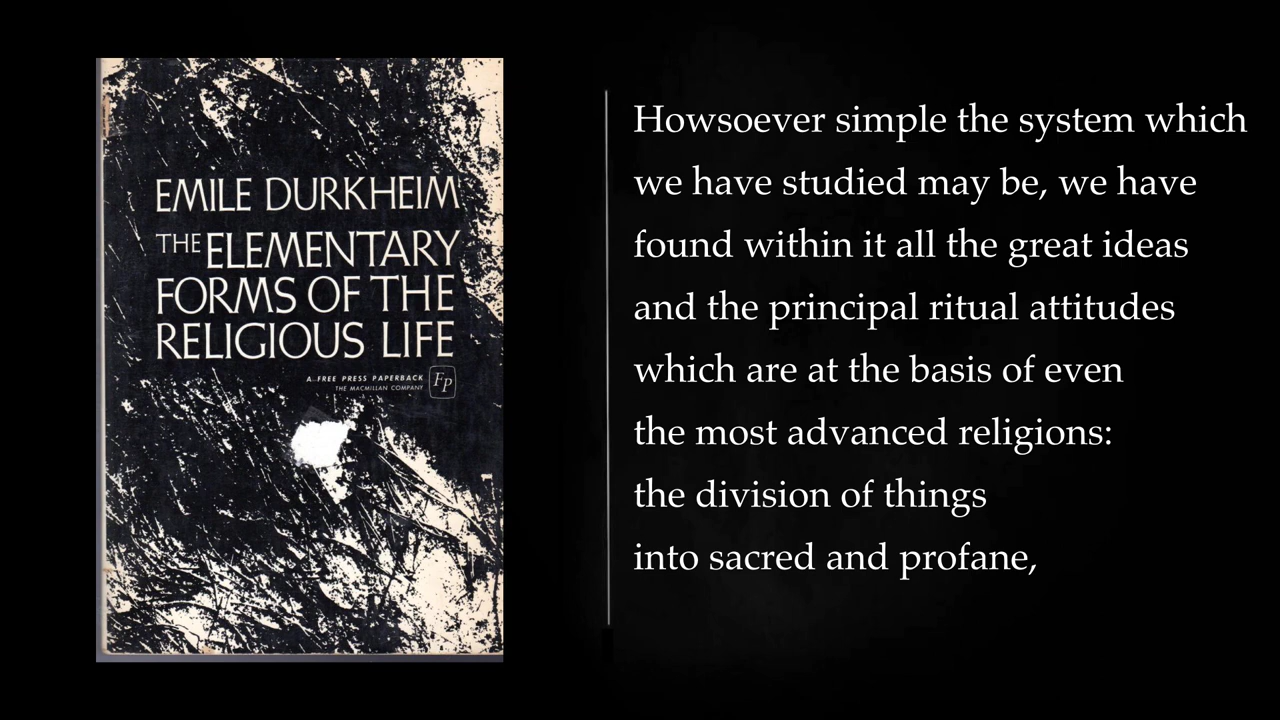 EMILE DURKHEIM
THE ELEMENTARY
FORMS OF THE
RELIGIOUS LIFE
A FREE PRESS PAPERBACK
THE MACMILLAN COMPANY
Fp
Howsoever simple the system which
we have studied may be, we have
found within it all the great ideas
and the principal ritual attitudes
which are at the basis of even
the most advanced religions:
the division of things
into sacred and profane,